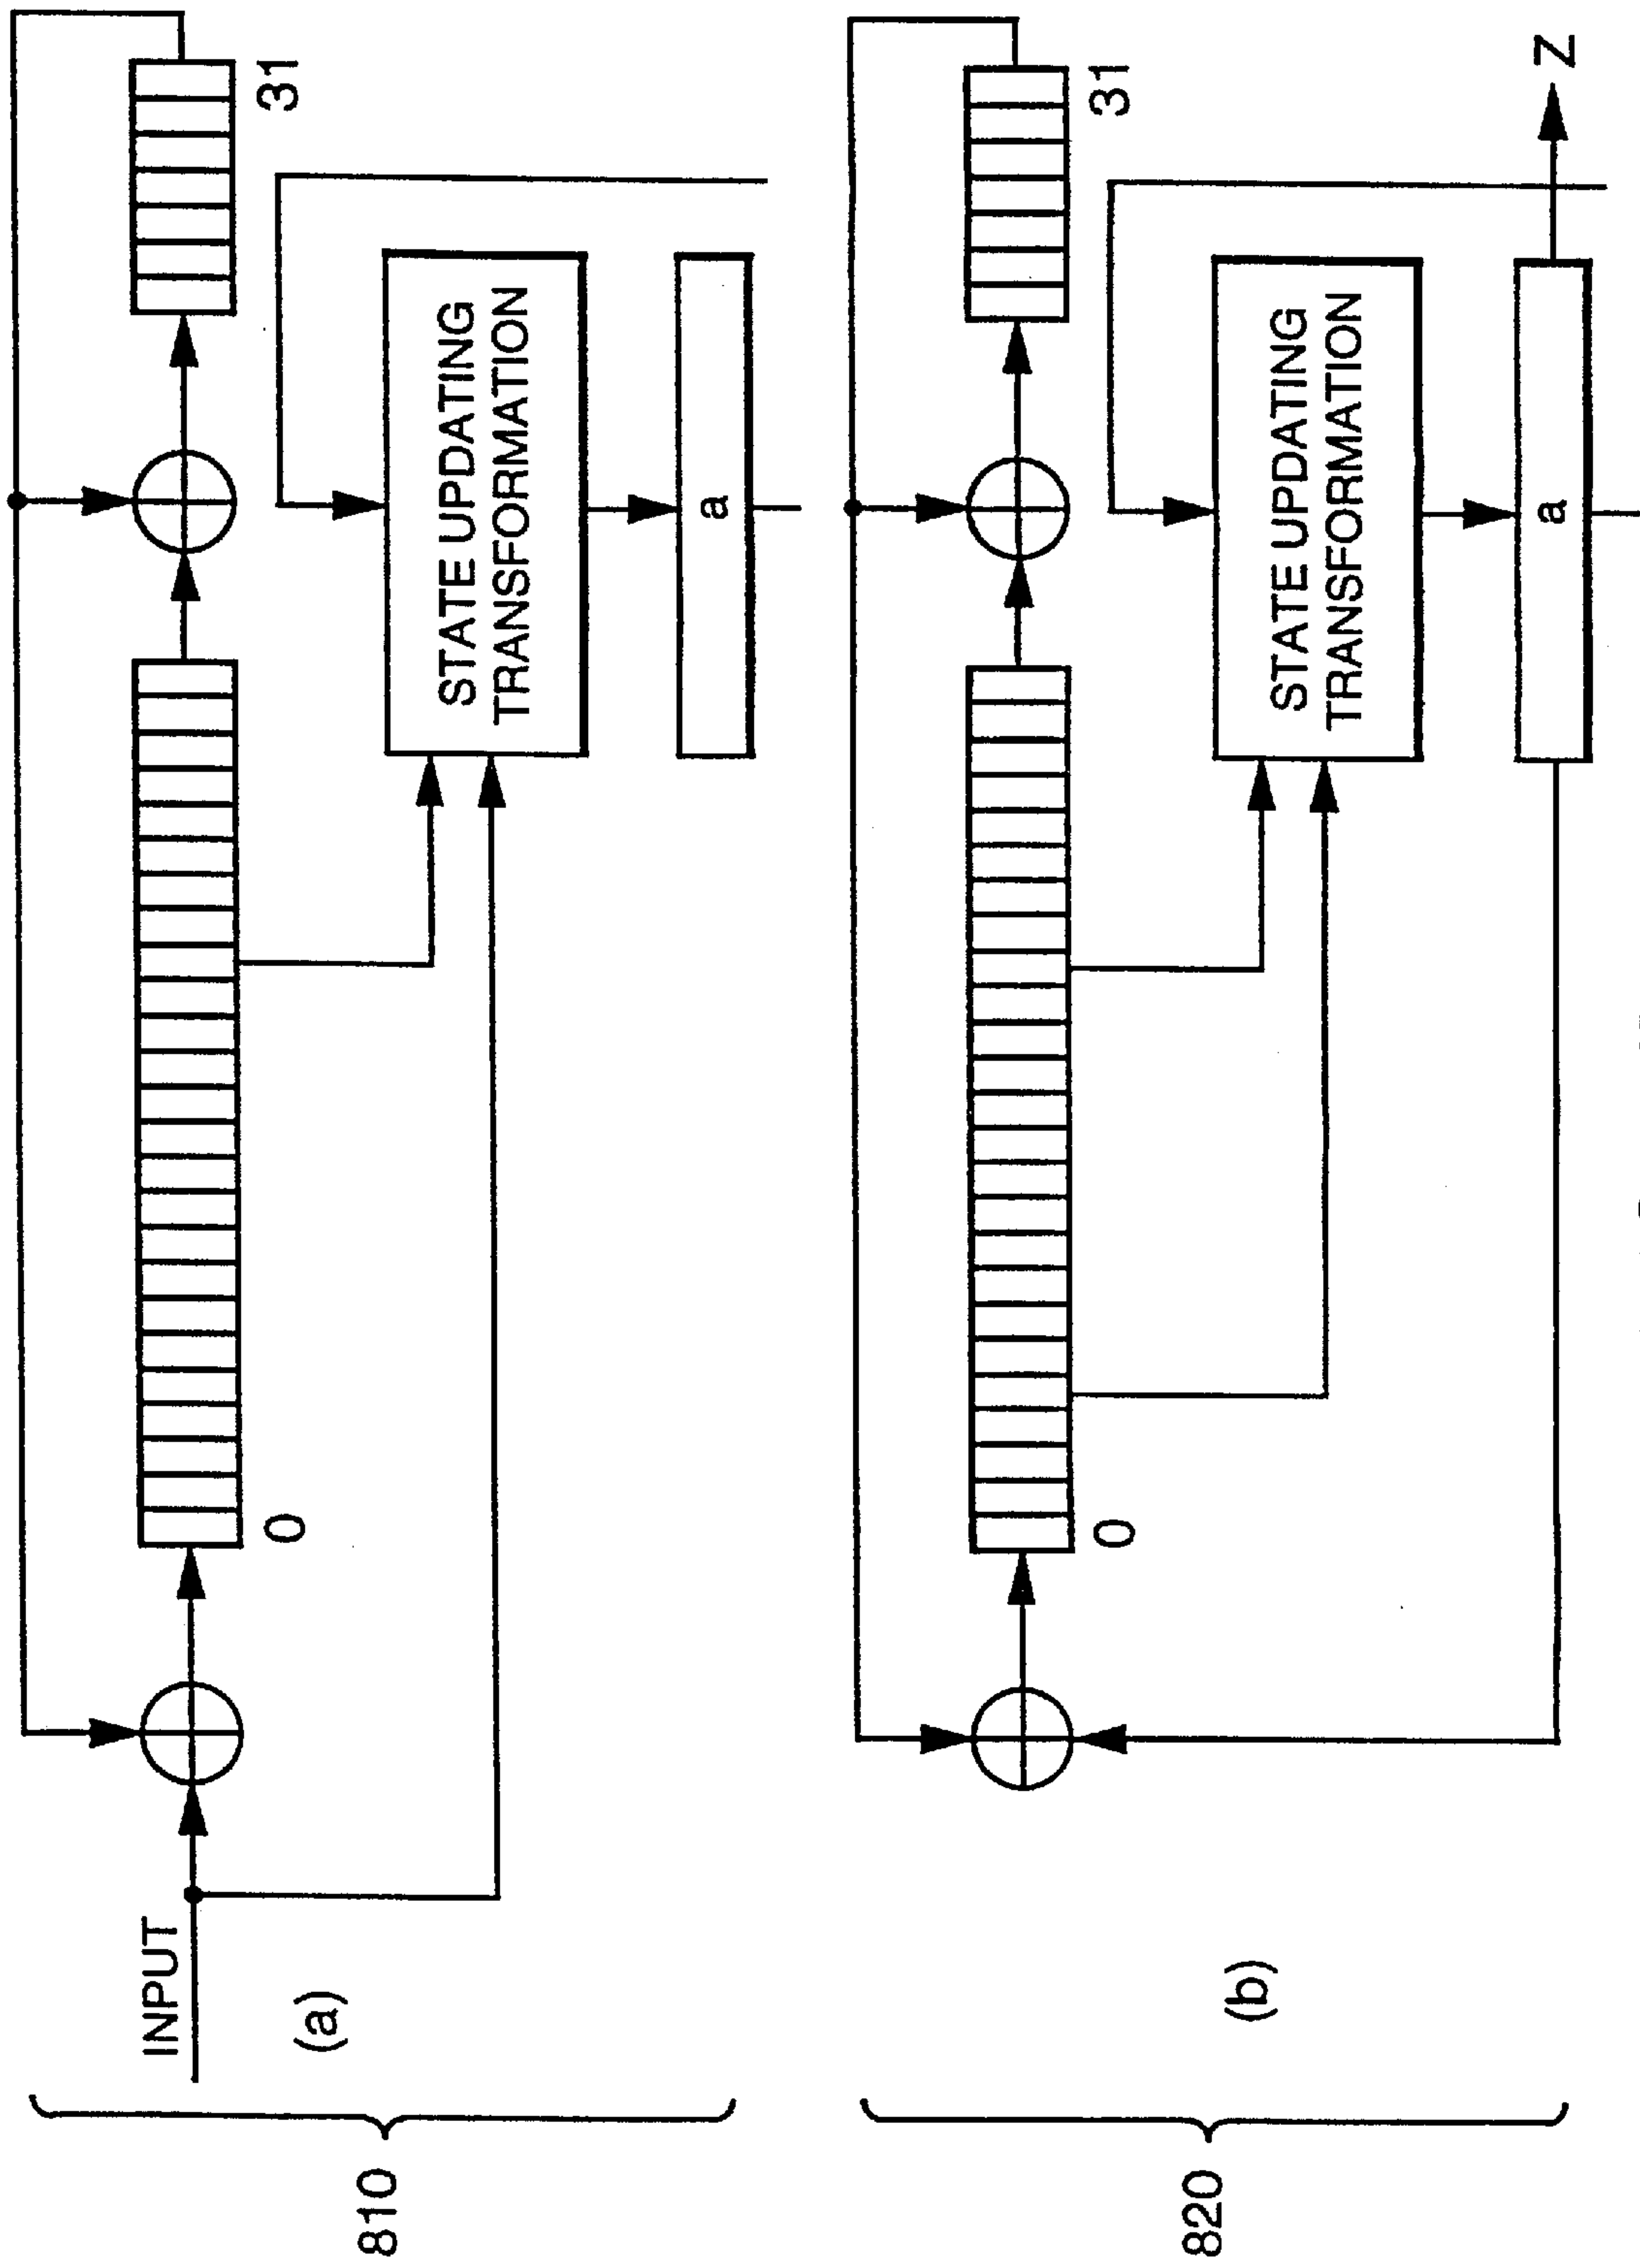 810
(a)
INPUT
0
31
STATE UPDATING
TRANSFORMATION
a
820
(b)
0
31
STATE UPDATING
TRANSFORMATION
a
Z